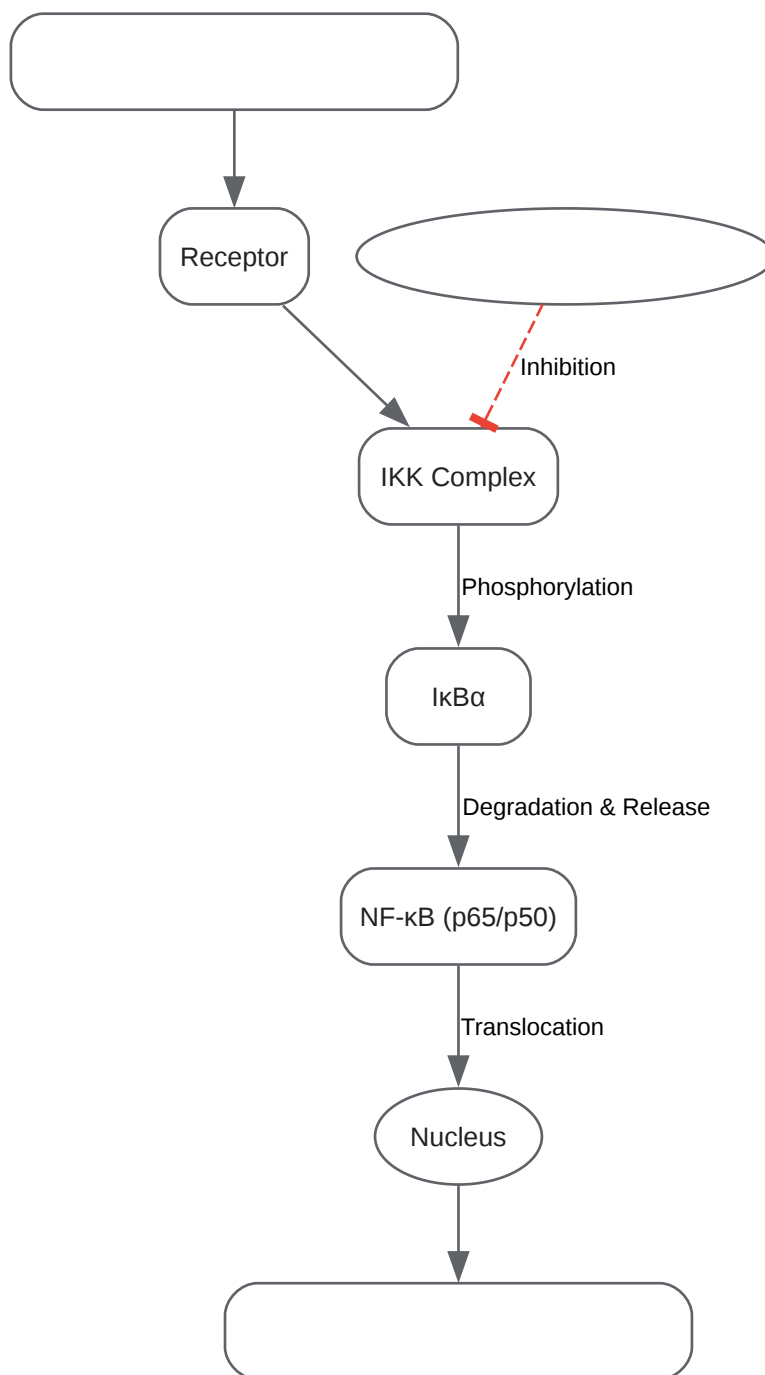 Receptor
Inhibition
IKK Complex
Phosphorylation
IκBα
Degradation & Release
NF-κB (p65/p50)
Translocation
Nucleus